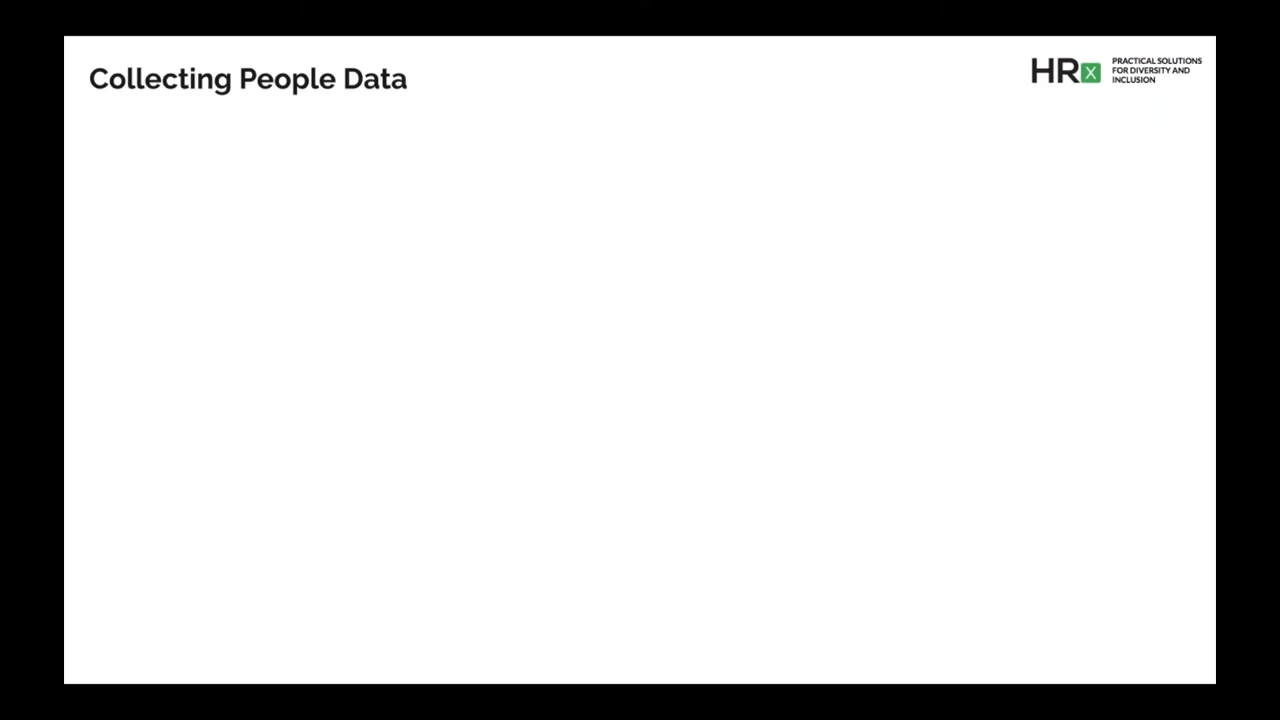 Collecting People Data
HRx
PRACTICAL SOLUTIONS
FOR DIVERSITY AND
INCLUSION